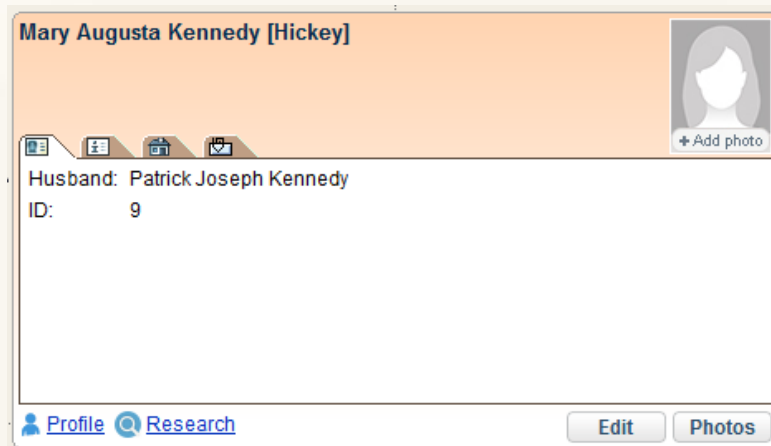 Mary Augusta Kennedy [Hickey]
+ Add photo
Husband: Patrick Joseph Kennedy
ID: 9
Profile Research Edit Photos